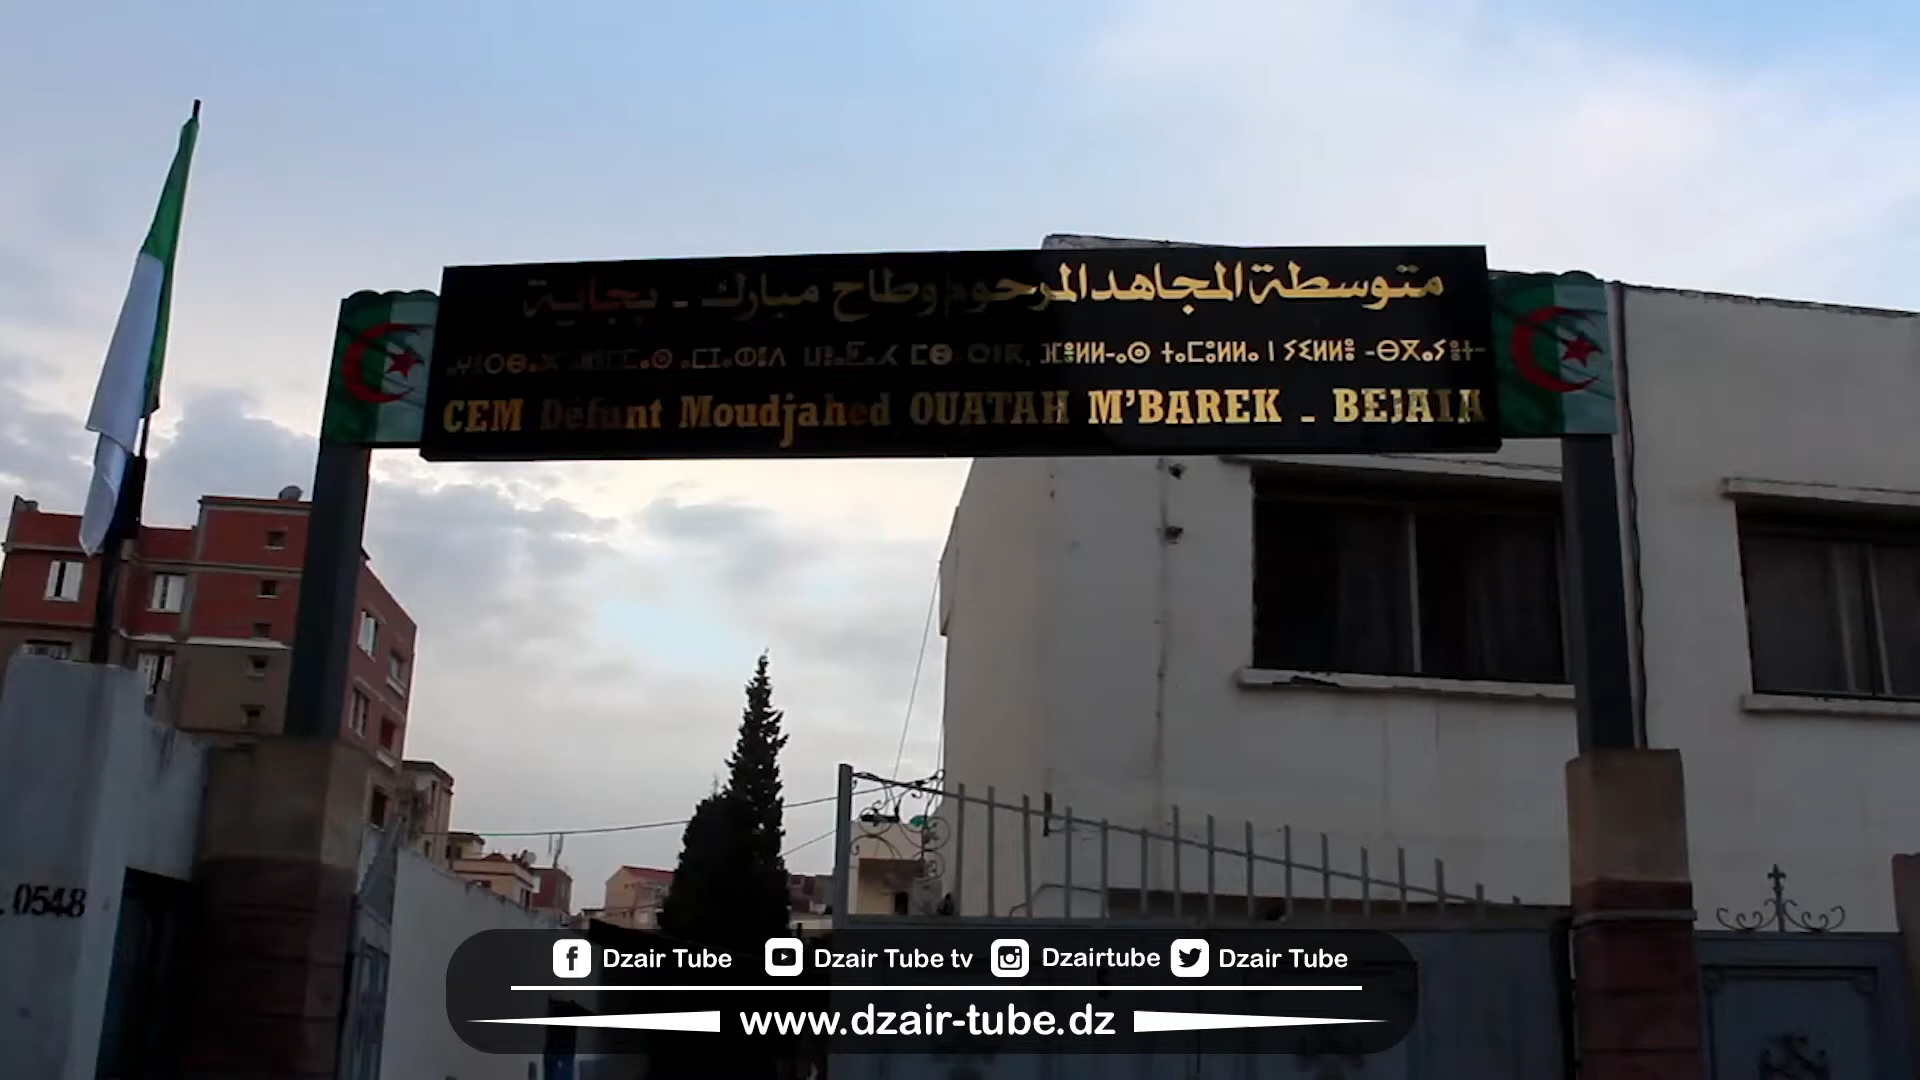 متوسطة المجاهد المرحوم وطاح مبارك - بجاية
CEM Défunt Moudjahed OUATAH M'BAREK - BEJAIA
. 0548
Dzair Tube Dzair Tube tv Dzairtube Dzair Tube
www.dzair-tube.dz